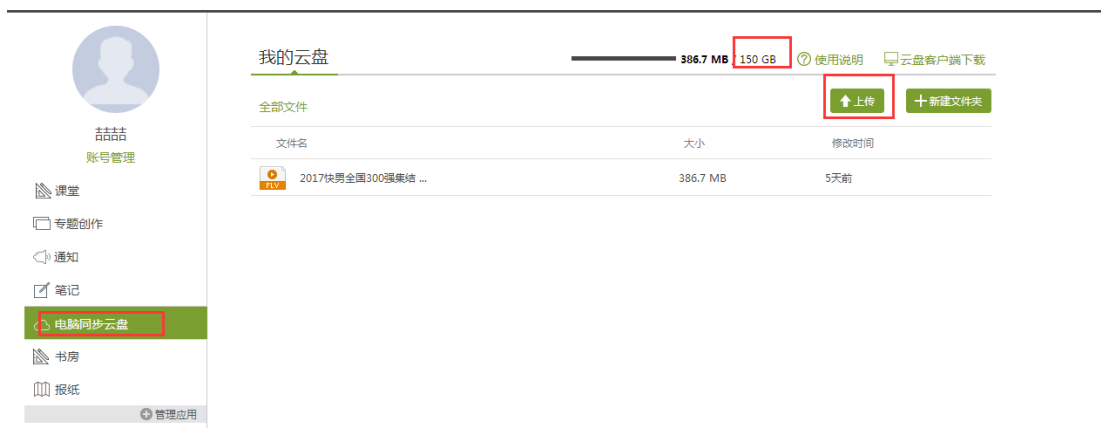 我的云盘
386.7 MB / 150 GB
使用说明
云盘客户端下载
全部文件
上传
新建文件夹
文件名 大小 修改时间
FLV
2017快男全国300强集结 ... 386.7 MB 5天前
喆喆
账号管理
课堂
专题创作
通知
笔记
电脑同步云盘
书房
报纸
管理应用